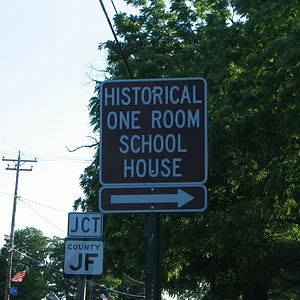 HISTORICAL
ONE ROOM
SCHOOL
HOUSE
JCT
COUNTY
JF